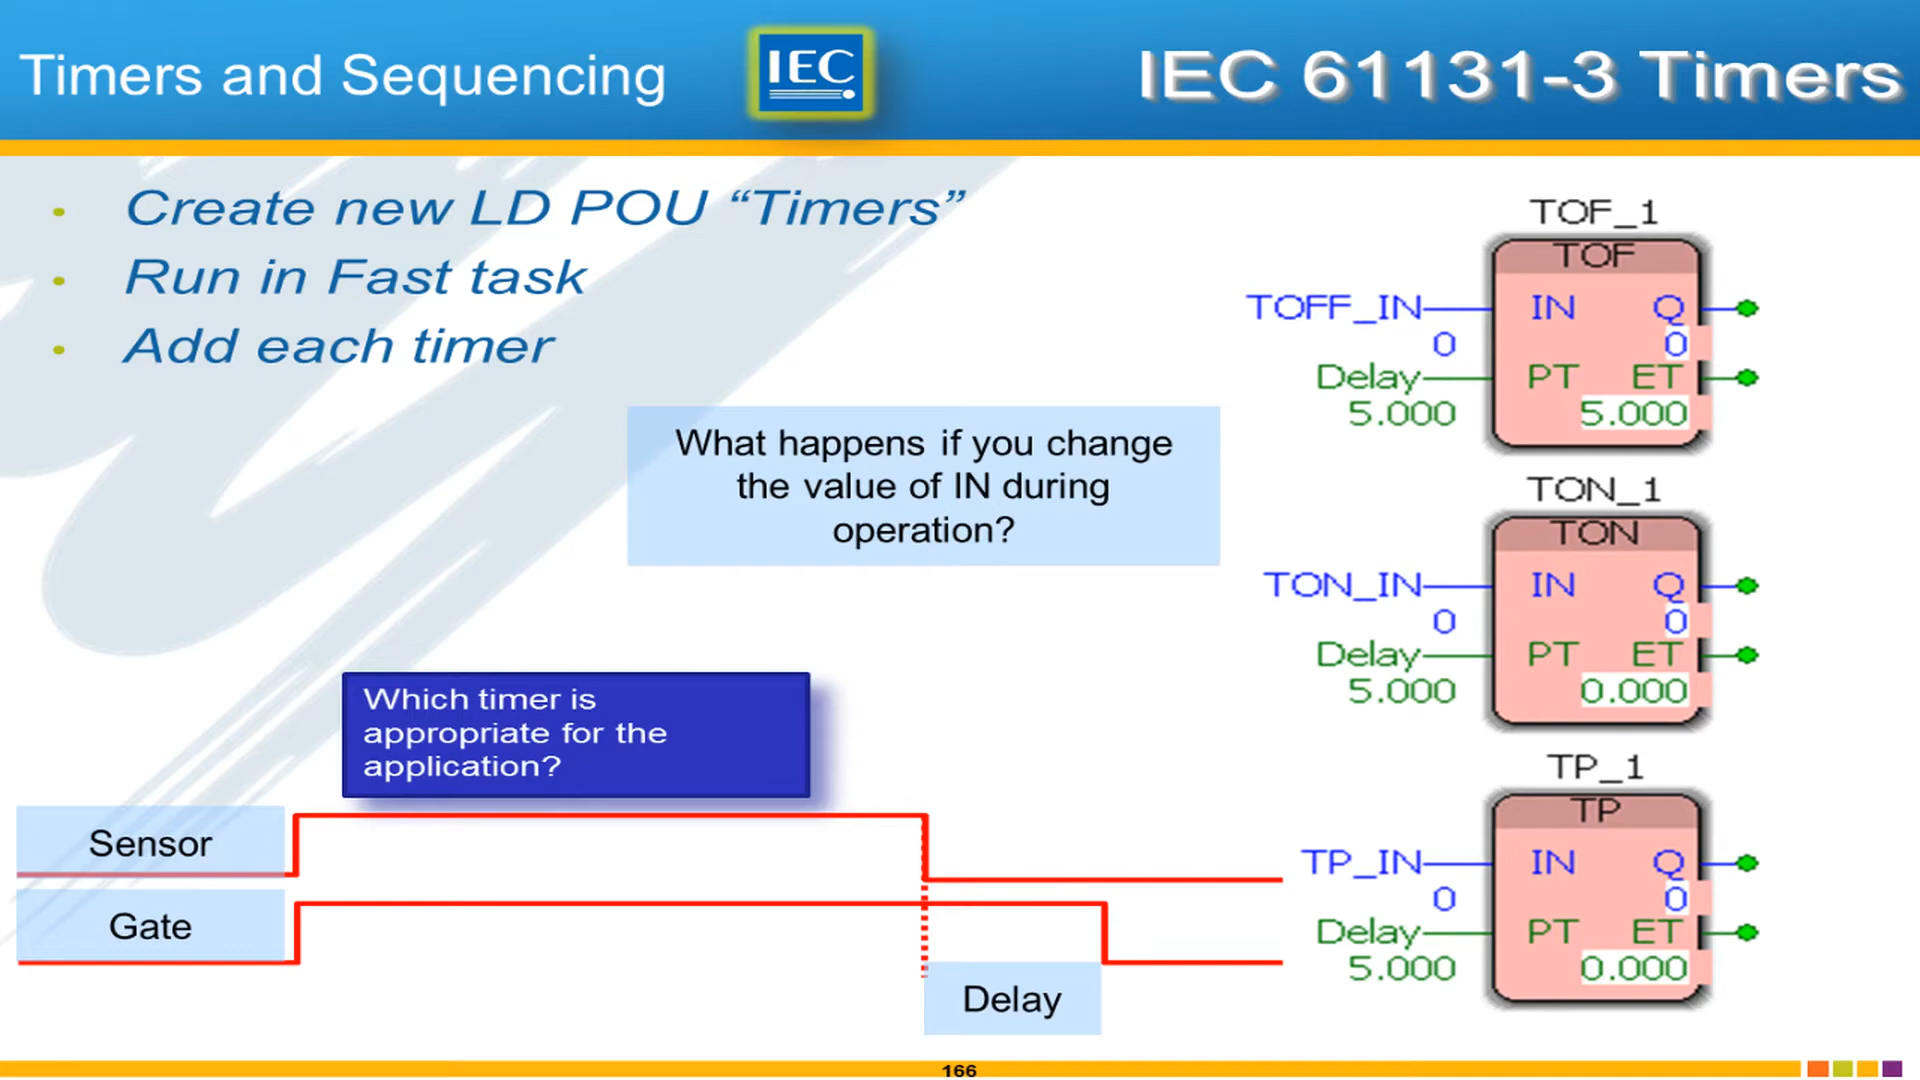 Timers and Sequencing
IEC
IEC 61131-3 Timers
• Create new LD POU “Timers”
• Run in Fast task
• Add each timer
What happens if you change
the value of IN during
operation?
Which timer is
appropriate for the
application?
Sensor
Gate
Delay
TOF_1
TOF
TOFF_IN IN Q
0 0
Delay PT ET
5.000 5.000
TON_1
TON
TON_IN IN Q
0 0
Delay PT ET
5.000 0.000
TP_1
TP
TP_IN IN Q
0 0
Delay PT ET
5.000 0.000
166